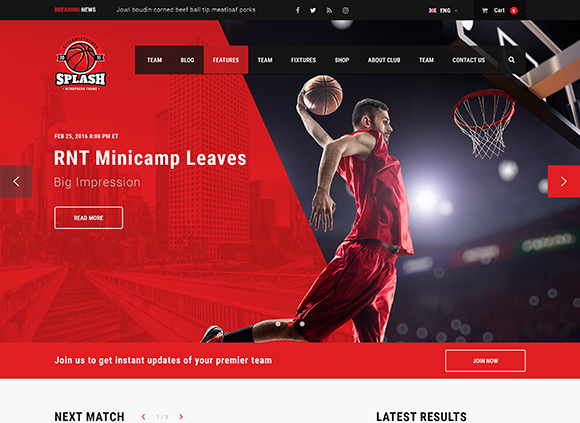 BREAKING NEWS Jowl boudin corned beef ball tip meatloaf porks ENG Cart 0
20 15
SPLASH
• WORDPRESS THEME •
TEAM BLOG FEATURES TEAM FIXTURES SHOP ABOUT CLUB TEAM CONTACT US
FEB 25, 2016 8:00 PM ET
RNT Minicamp Leaves
Big Impression
READ MORE
Join us to get instant updates of your premier team JOIN NOW
NEXT MATCH 1 / 3 LATEST RESULTS